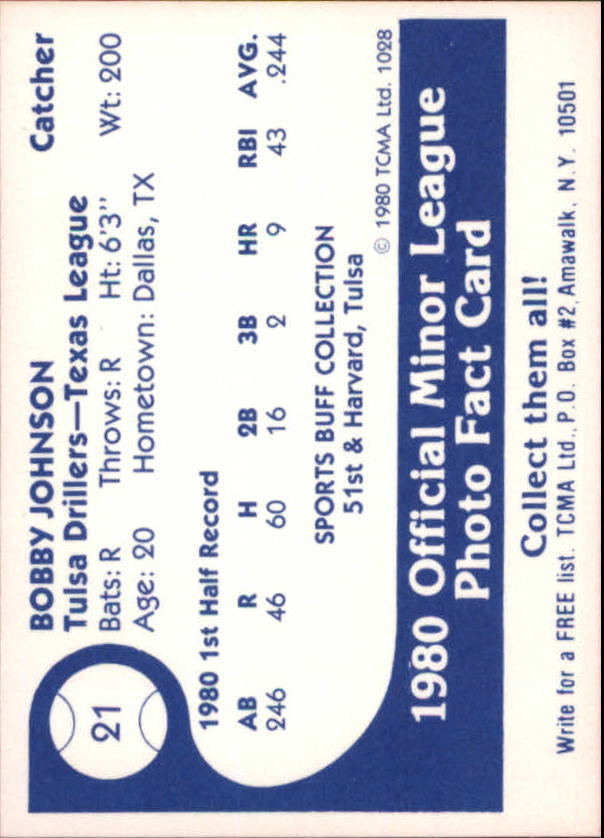 21
BOBBY JOHNSON Catcher
Tulsa Drillers—Texas League
Bats: R Throws: R Ht: 6'3" Wt: 200
Age: 20 Hometown: Dallas, TX
1980 1st Half Record
AB R H 2B 3B HR RBI AVG.
246 46 60 16 2 9 43 .244
SPORTS BUFF COLLECTION
51st & Harvard, Tulsa
© 1980 TCMA Ltd. 1028
1980 Official Minor League
Photo Fact Card
Collect them all!
Write for a FREE list. TCMA Ltd., P.O. Box #2, Amawalk, N.Y. 10501